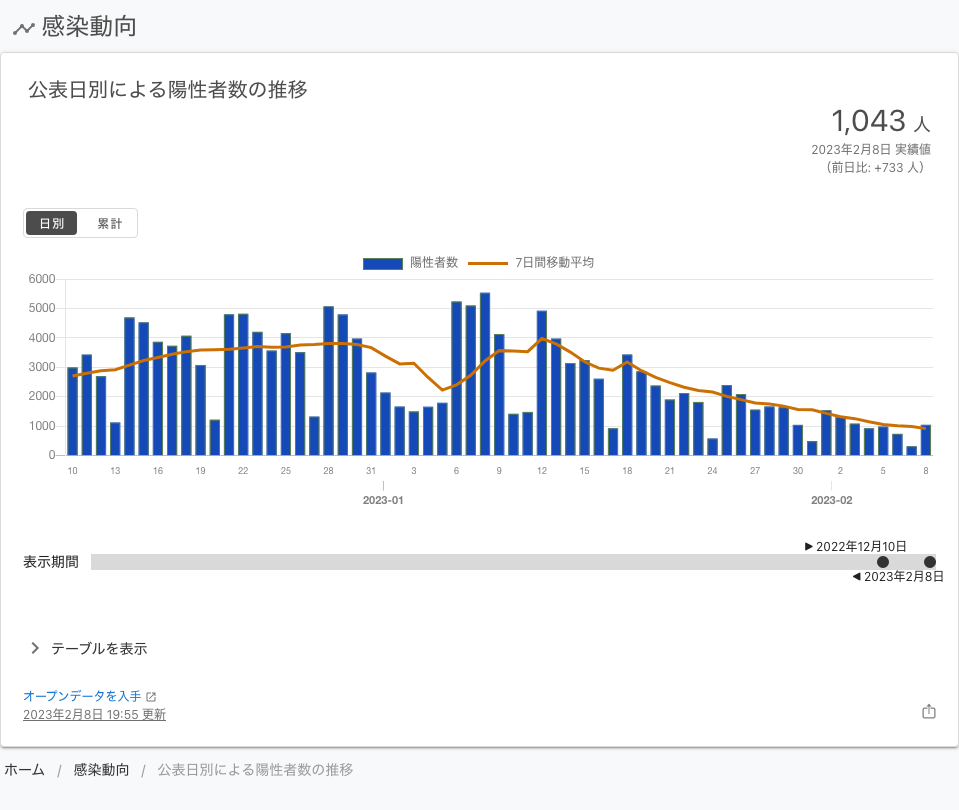 感染動向
公表日別による陽性者数の推移
1,043 人
2023年2月8日 実績値
（前日比: +733 人）
日別 累計
陽性者数 7日間移動平均
6000
5000
4000
3000
2000
1000
0
10 13 16 19 22 25 28 31 3 6 9 12 15 18 21 24 27 30 2 5 8
2023-01 2023-02
2022年12月10日
表示期間
2023年2月8日
テーブルを表示
オープンデータを入手
2023年2月8日 19:55 更新
ホーム / 感染動向 / 公表日別による陽性者数の推移